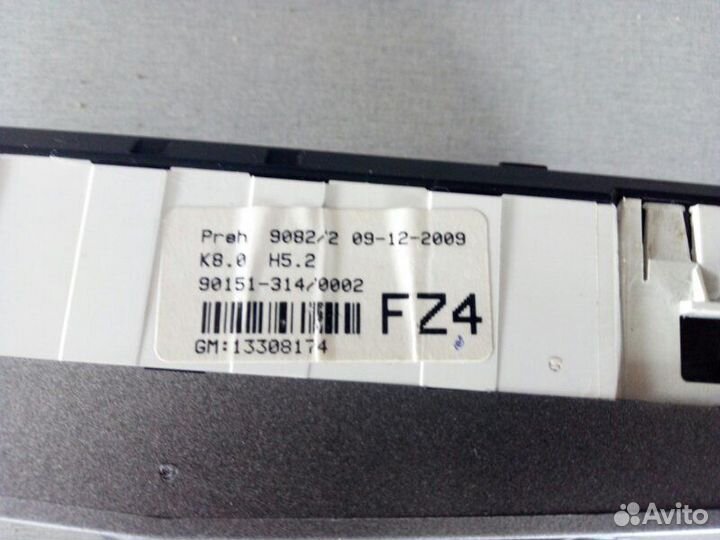 Preh 9082/2 09-12-2009
K8.0 H5.2
90151-314/0002
FZ4
GM:13308174
Avito